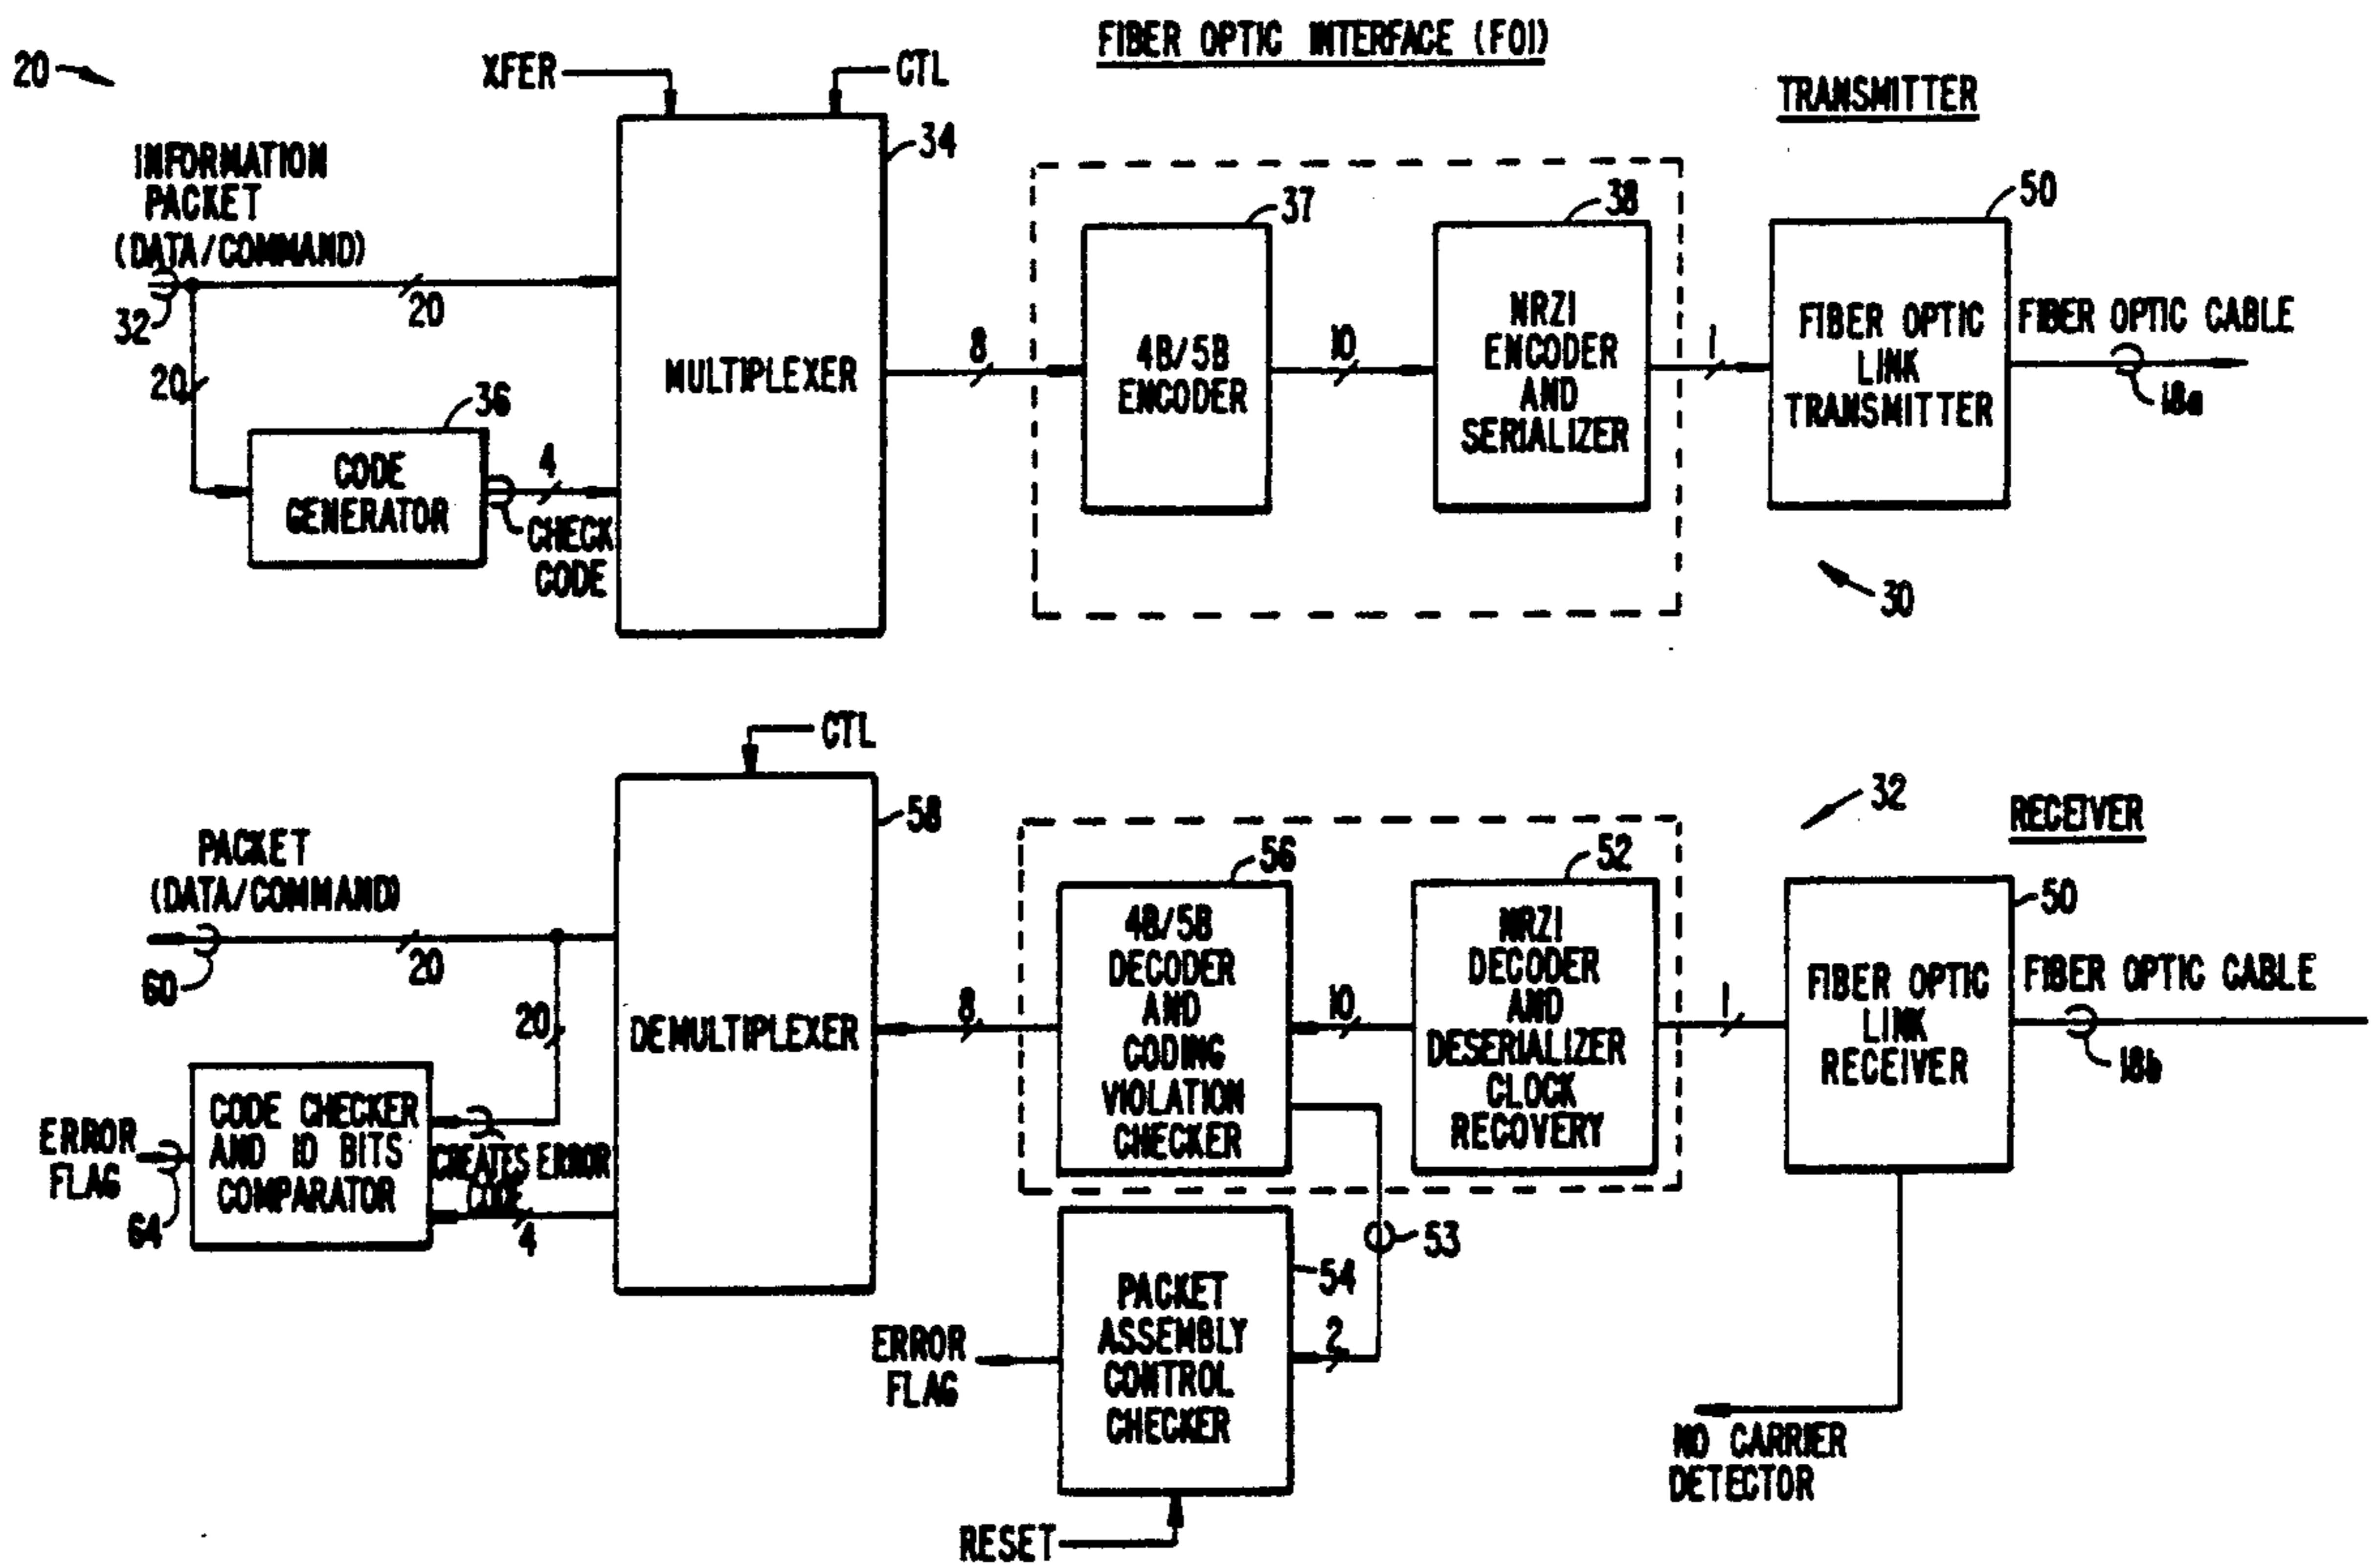 FIBER OPTIC INTERFACE (FOI)
20
XFER
CTL
TRANSMITTER
34
INFORMATION
PACKET
(DATA/COMMAND)
32
20
20
36
CODE
GENERATOR
4
CHECK
CODE
MULTIPLEXER
8
37
4B/5B
ENCODER
10
38
NRZI
ENCODER
AND
SERIALIZER
1
50
FIBER OPTIC
LINK
TRANSMITTER
FIBER OPTIC CABLE
18a
30
CTL
58
PACKET
(DATA/COMMAND)
60
20
20
DEMULTIPLEXER
CODE CHECKER
AND ID BITS
COMPARATOR
CREATES ERROR
CODE
4
ERROR
FLAG
64
8
56
4B/5B
DECODER
AND
CODING
VIOLATION
CHECKER
10
52
NRZI
DECODER
AND
DESERIALIZER
CLOCK
RECOVERY
1
32
RECEIVER
50
FIBER OPTIC
LINK
RECEIVER
FIBER OPTIC CABLE
18b
53
54
PACKET
ASSEMBLY
CONTROL
CHECKER
2
ERROR
FLAG
RESET
NO CARRIER
DETECTOR